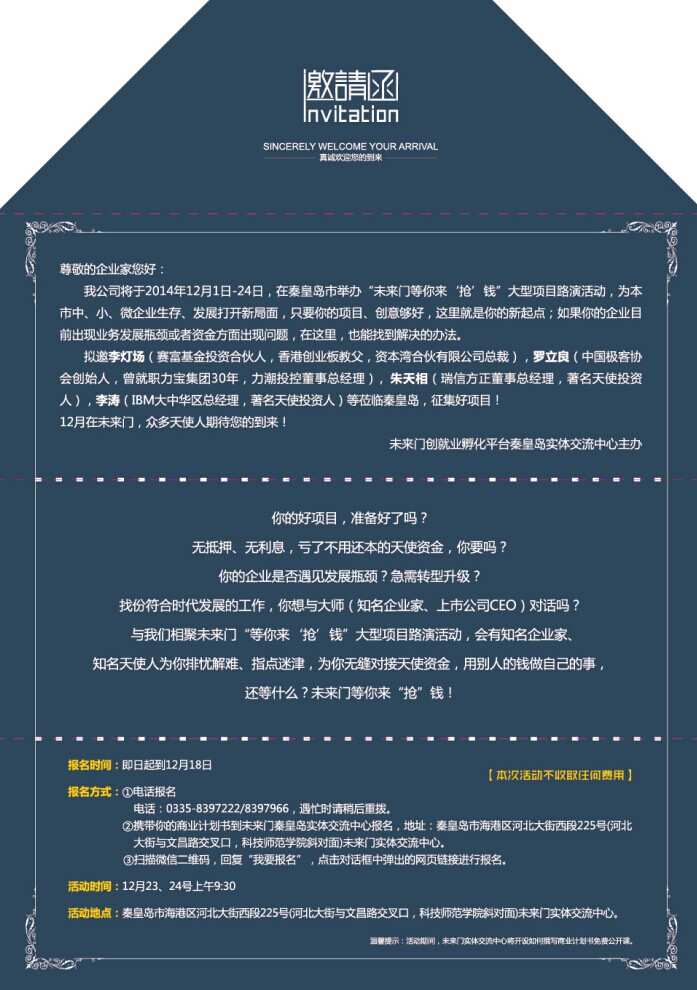 邀請函
Invitation
SINCERELY WELCOME YOUR ARRIVAL
真诚欢迎您的到来
尊敬的企业家您好：
我公司将于2014年12月1日-24日，在秦皇岛市举办“未来门等你来‘抢’钱”大型项目路演活动，为本
市中、小、微企业生存、发展打开新局面，只要你的项目、创意够好，这里就是你的新起点；如果你的企业目
前出现业务发展瓶颈或者资金方面出现问题，在这里，也能找到解决的办法。
拟邀李灯场（赛富基金投资合伙人，香港创业板教父，资本湾合伙有限公司总裁），罗立良（中国极客协
会创始人，曾就职力宝集团30年，力潮投控董事总经理），朱天相（瑞信方正董事总经理，著名天使投资
人），李涛（IBM大中华区总经理，著名天使投资人）等莅临秦皇岛，征集好项目！
12月在未来门，众多天使人期待您的到来！
未来门创就业孵化平台秦皇岛实体交流中心主办
你的好项目，准备好了吗？
无抵押、无利息，亏了不用还本的天使资金，你要吗？
你的企业是否遇见发展瓶颈？急需转型升级？
找份符合时代发展的工作，你想与大师（知名企业家、上市公司CEO）对话吗？
与我们相聚未来门“等你来‘抢’钱”大型项目路演活动，会有知名企业家、
知名天使人为你排忧解难、指点迷津，为你无缝对接天使资金，用别人的钱做自己的事，
还等什么？未来门等你来“抢”钱！
报名时间：即日起到12月18日
【本次活动不收取任何费用】
报名方式：①电话报名
电话：0335-8397222/8397966，遇忙时请稍后重拨。
②携带你的商业计划书到未来门秦皇岛实体交流中心报名，地址：秦皇岛市海港区河北大街西段225号(河北
大街与文昌路交叉口，科技师范学院斜对面)未来门实体交流中心。
③扫描微信二维码，回复“我要报名”，点击对话框中弹出的网页链接进行报名。
活动时间：12月23、24号上午9:30
活动地点：秦皇岛市海港区河北大街西段225号(河北大街与文昌路交叉口，科技师范学院斜对面)未来门实体交流中心。
温馨提示：活动期间，未来门实体交流中心将开设如何撰写商业计划书免费公开课。